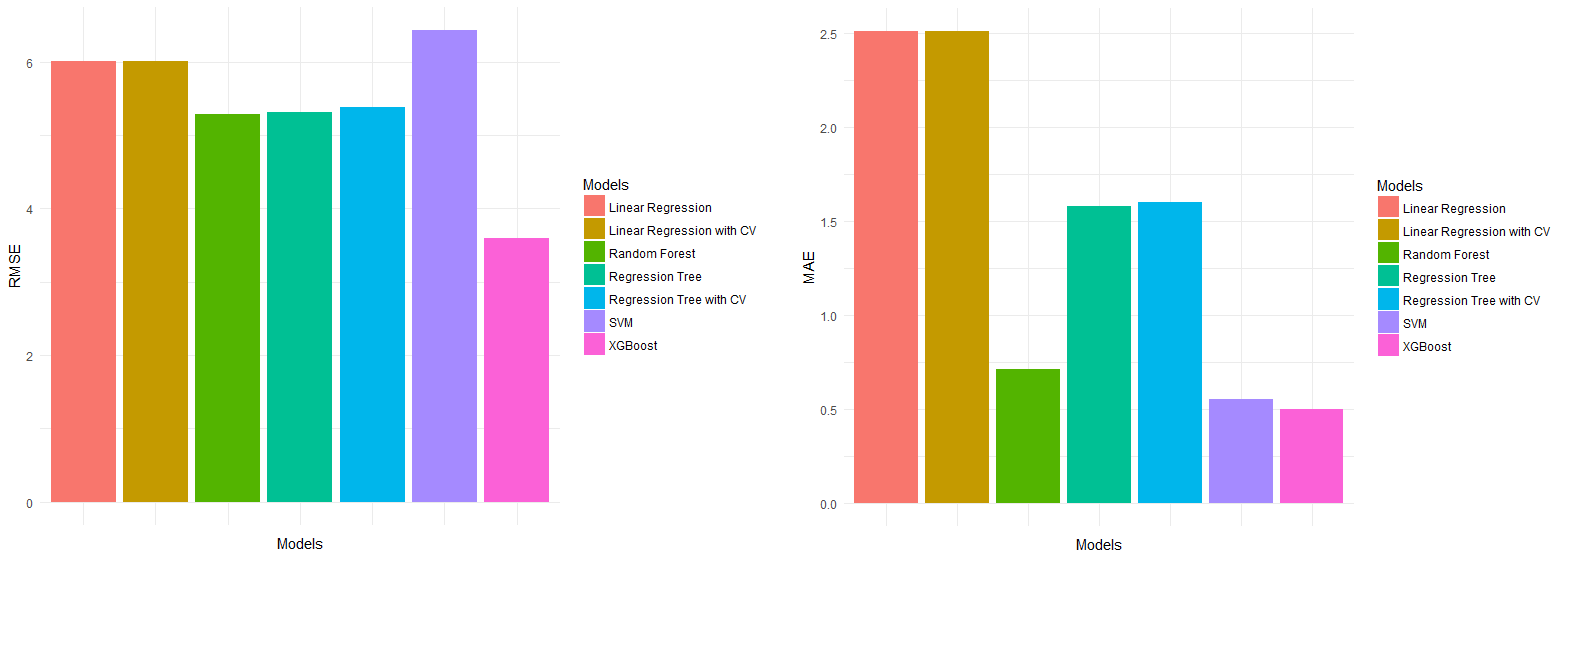 6
4
2
0
RMSE
Models
Models
Linear Regression
Linear Regression with CV
Random Forest
Regression Tree
Regression Tree with CV
SVM
XGBoost
2.5
2.0
1.5
1.0
0.5
0.0
MAE
Models
Models
Linear Regression
Linear Regression with CV
Random Forest
Regression Tree
Regression Tree with CV
SVM
XGBoost